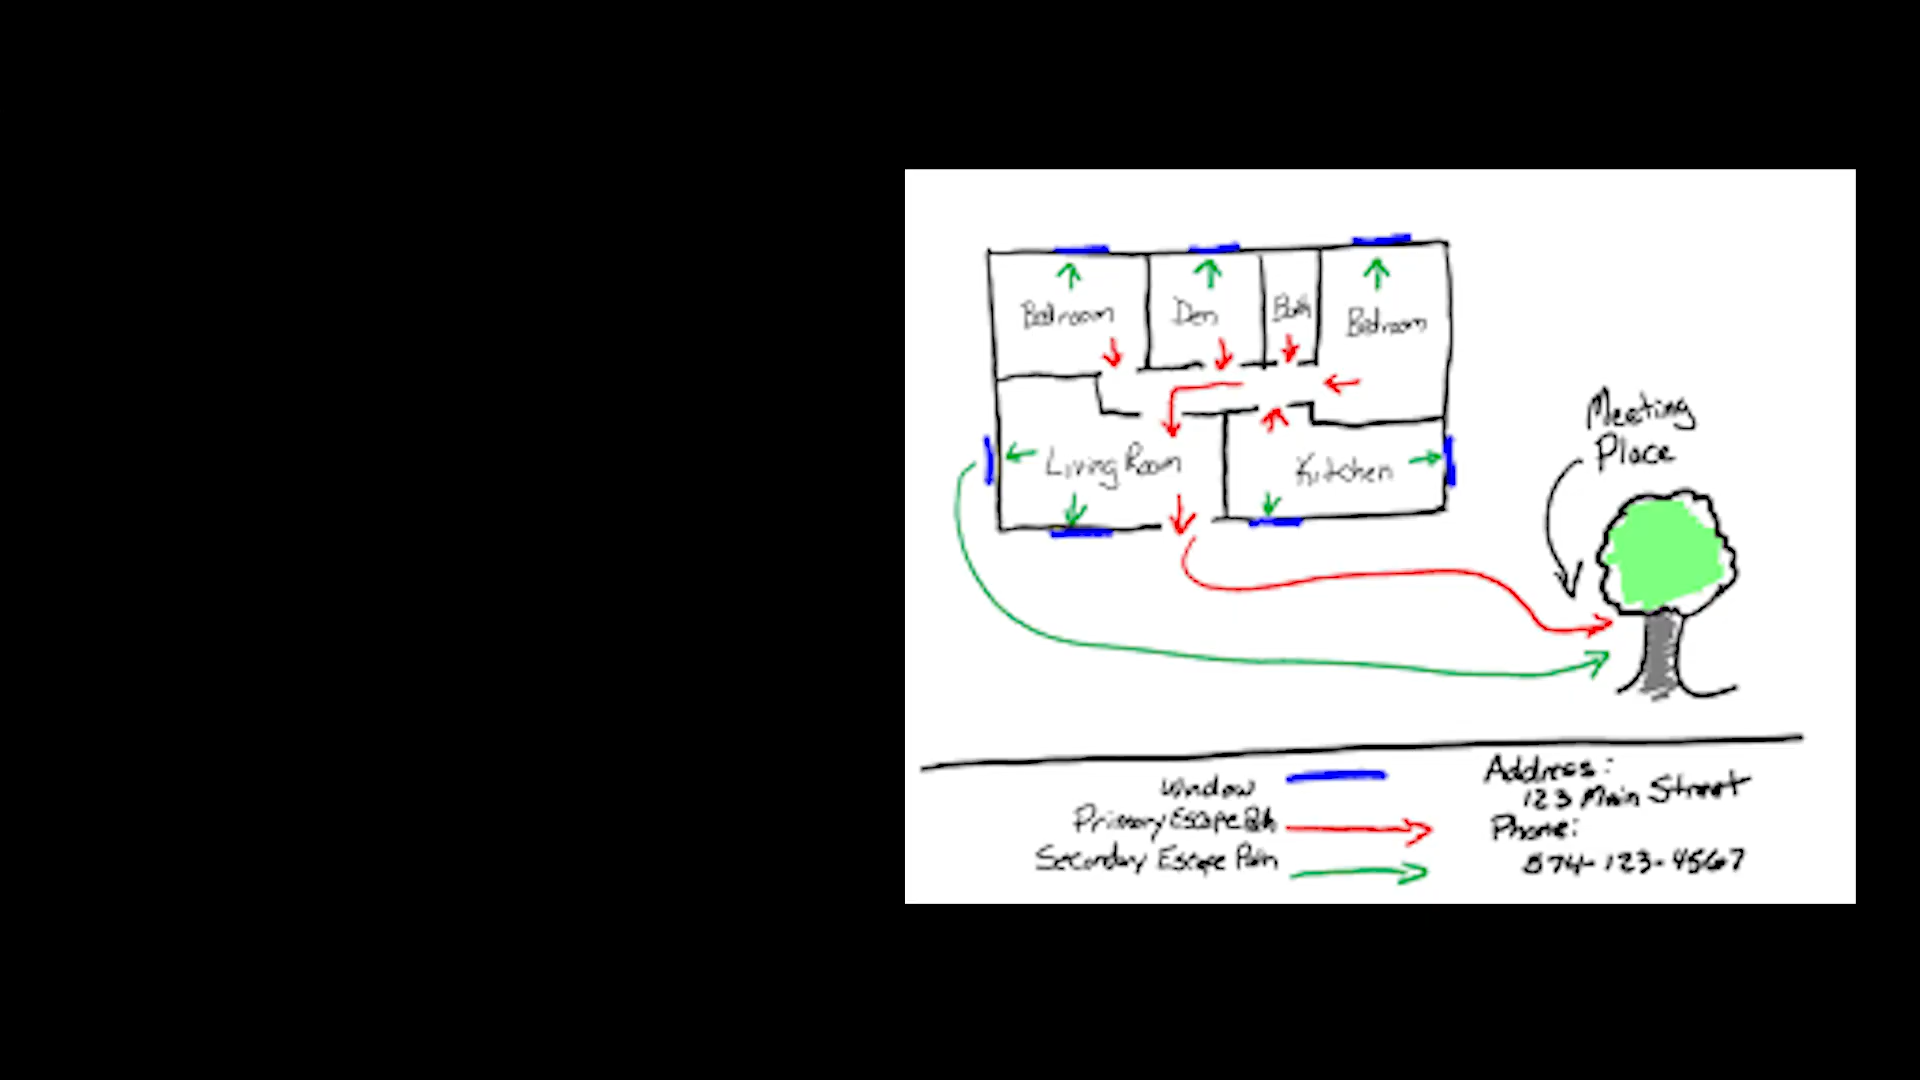 Bedroom
Den
Bath
Bedroom
Living Room
Kitchen
Meeting
Place
Window
Primary Escape Path
Secondary Escape Path
Address:
123 Main Street
Phone:
574-123-4567